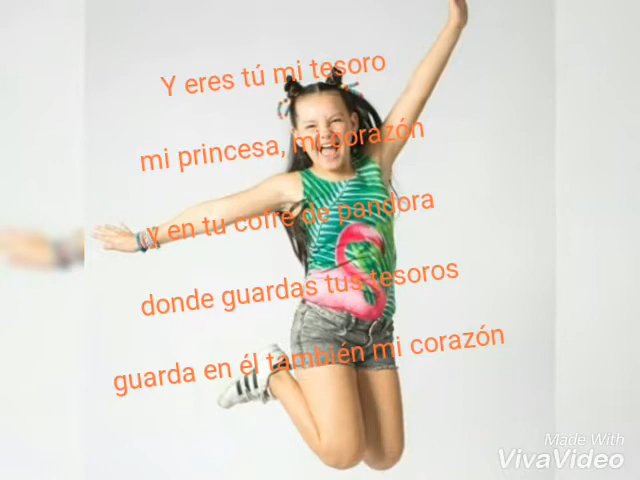 Y eres tú mi tesoro
mi princesa, mi corazón
y en tu cofre de pandora
donde guardas tus tesoros
guarda en él también mi corazón
Made With
VivaVideo